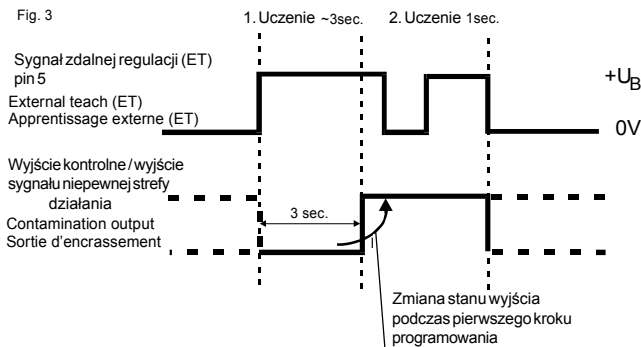 Fig. 3
1. Uczenie ~3sec.
2. Uczenie 1sec.
Sygnał zdalnej regulacji (ET)
pin 5
External teach (ET)
Apprentissage externe (ET)
+UB
0V
Wyjście kontrolne/wyjście
sygnału niepewnej strefy
działania
Contamination output
Sortie d'encrassement
3 sec.
Zmiana stanu wyjścia
podczas pierwszego kroku
programowania